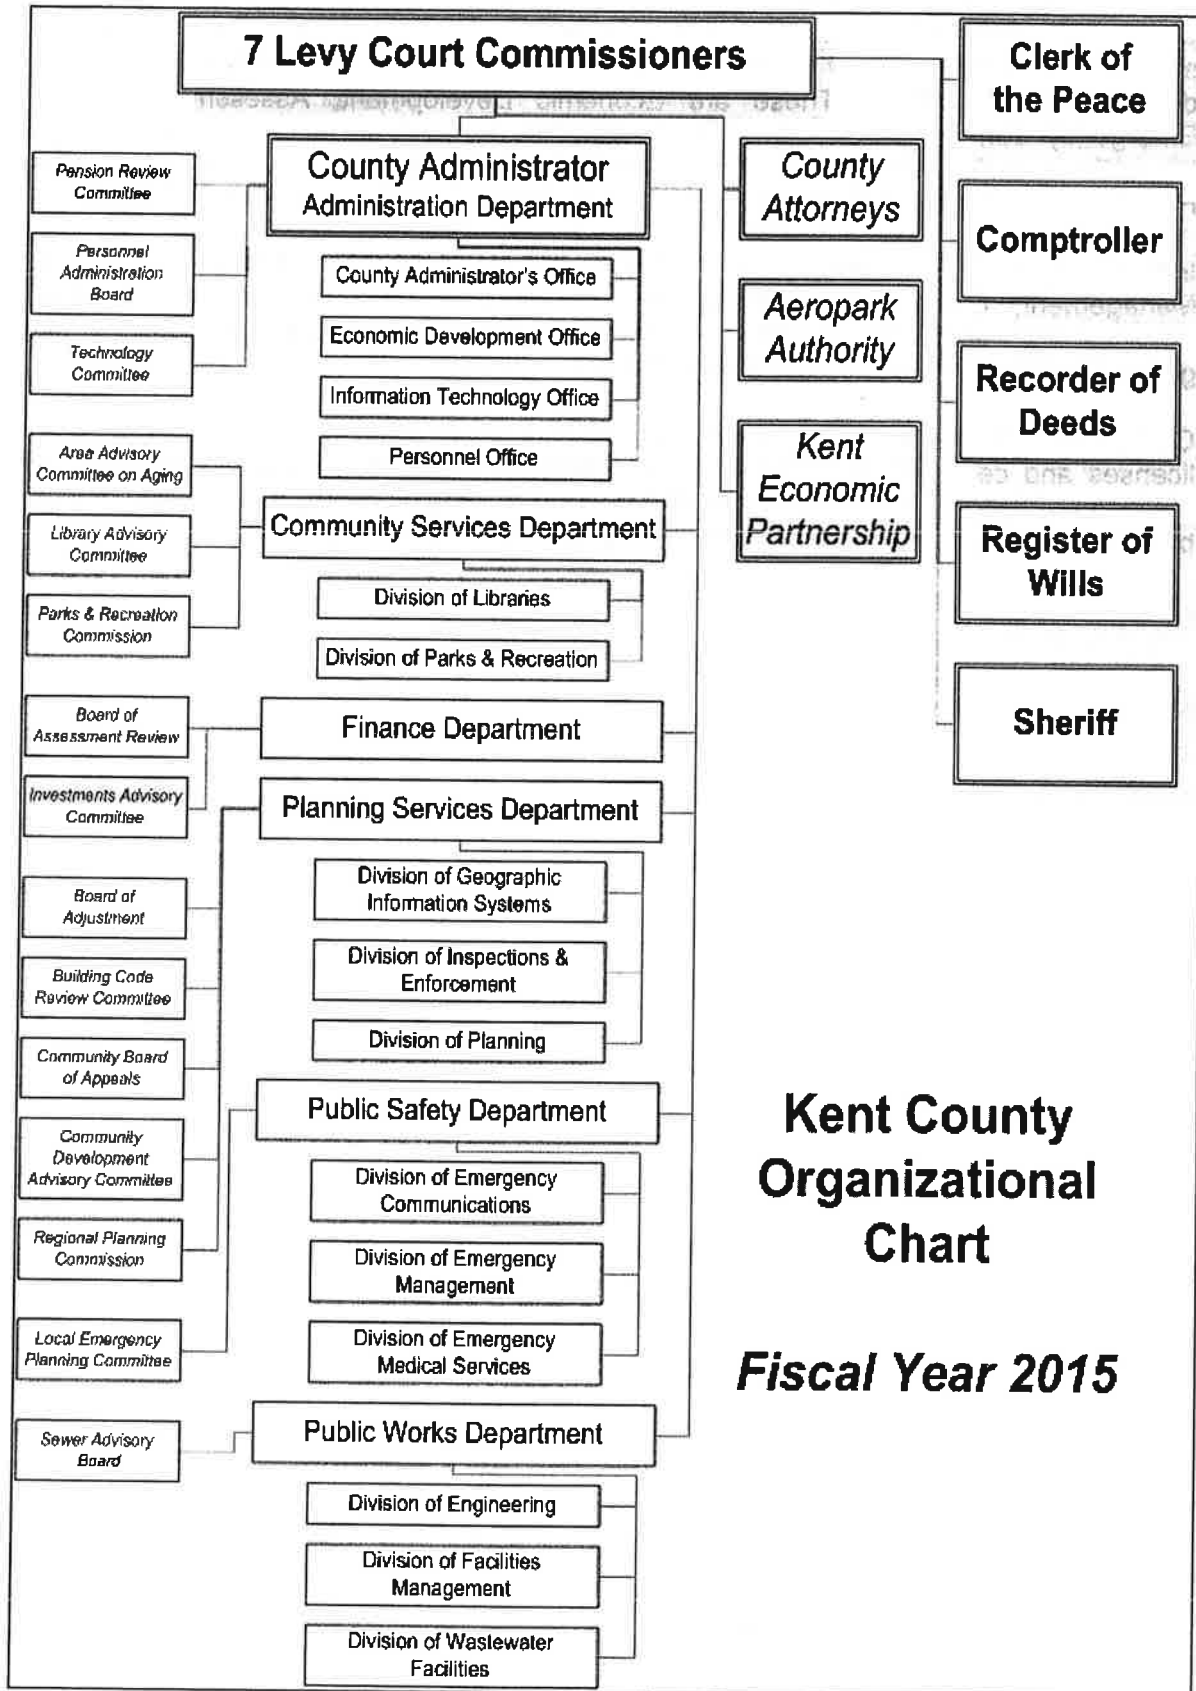 7 Levy Court Commissioners
Clerk of
the Peace
Comptroller
Recorder of
Deeds
Register of
Wills
Sheriff
County
Attorneys
Aeropark
Authority
Kent
Economic
Partnership
County Administrator
Administration Department
Pension Review
Committee
Personnel
Administration
Board
Technology
Committee
County Administrator's Office
Economic Development Office
Information Technology Office
Personnel Office
Area Advisory
Committee on Aging
Library Advisory
Committee
Parks & Recreation
Commission
Community Services Department
Division of Libraries
Division of Parks & Recreation
Board of
Assessment Review
Investments Advisory
Committee
Finance Department
Planning Services Department
Board of
Adjustment
Building Code
Review Committee
Community Board
of Appeals
Community
Development
Advisory Committee
Regional Planning
Commission
Division of Geographic
Information Systems
Division of Inspections &
Enforcement
Division of Planning
Public Safety Department
Local Emergency
Planning Committee
Division of Emergency
Communications
Division of Emergency
Management
Division of Emergency
Medical Services
Public Works Department
Sewer Advisory
Board
Division of Engineering
Division of Facilities
Management
Division of Wastewater
Facilities
Kent County
Organizational
Chart
Fiscal Year 2015